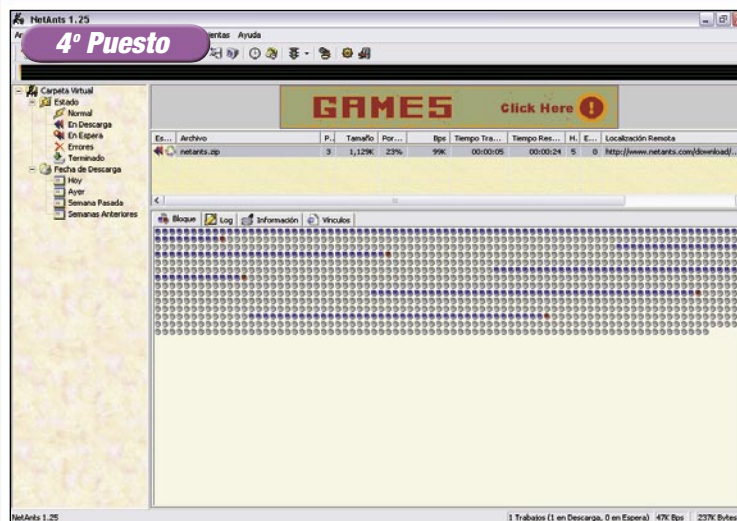 NetAnts 1.25
4º Puesto
Ayuda
GAMES Click Here !
Carpeta Virtual
Estado
Normal
En Descarga
En Espera
Errores
Terminado
Fecha de Descarga
Hoy
Ayer
Semana Pasada
Semanas Anteriores
Es... Archivo P.. Tamaño Por... Bps Tiempo Tra... Tiempo Res... H. E... Localización Remota
netants.zip 3 1,129K 23% 99K 00:00:05 00:00:24 5 0 http://www.netants.com/download/...
Bloque Log Información Vínculos
NetAnts 1.25 1 Trabajos (1 en Descarga, 0 en Espera) 47K Bps 237K Bytes